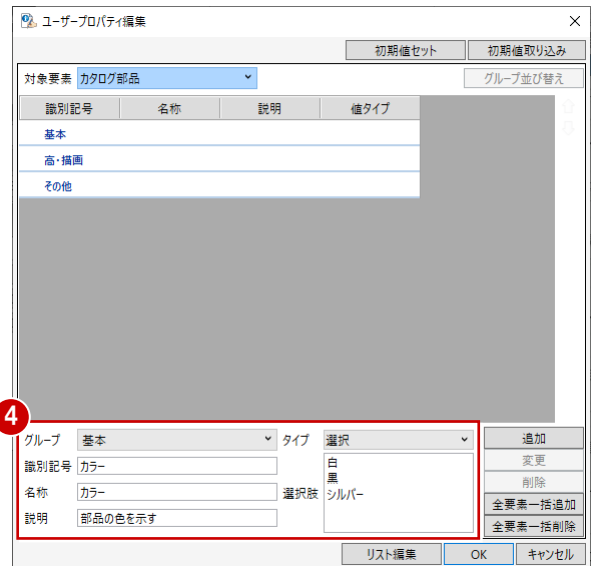 ユーザープロパティ編集
初期値セット 初期値取り込み
対象要素 カタログ部品 グループ並び替え
識別記号 名称 説明 値タイプ
基本
高・描画
その他
4
グループ 基本 タイプ 選択 追加
識別記号 カラー 白 変更
黒
名称 カラー 選択肢 シルバー 削除
全要素一括追加
説明 部品の色を示す 全要素一括削除
リスト編集 OK キャンセル